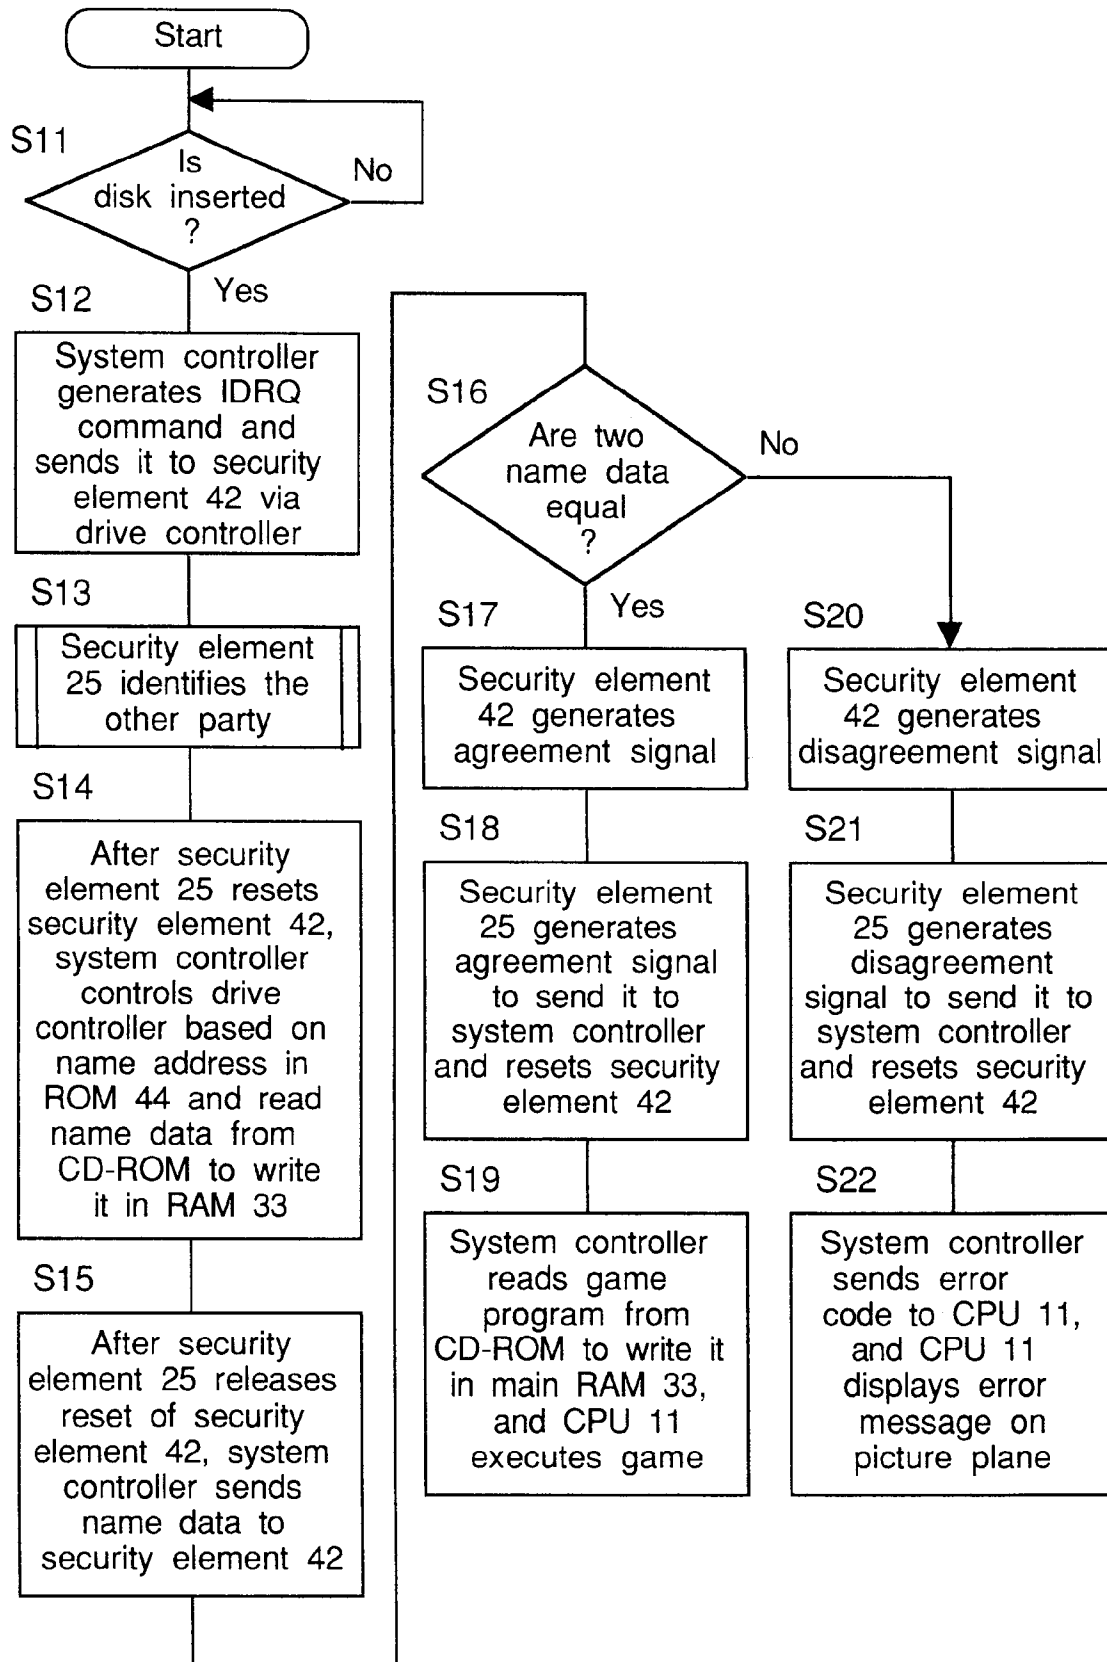 Start
S11
Is
disk inserted
?
No
Yes
S12
System controller
generates IDRQ
command and
sends it to security
element 42 via
drive controller
S13
Security element
25 identifies the
other party
S14
After security
element 25 resets
security element 42,
system controller
controls drive
controller based on
name address in
ROM 44 and read
name data from
CD-ROM to write
it in RAM 33
S15
After security
element 25 releases
reset of security
element 42, system
controller sends
name data to
security element 42
S16
Are two
name data
equal
?
No
Yes
S17
Security element
42 generates
agreement signal
S18
Security element
25 generates
agreement signal
to send it to
system controller
and resets security
element 42
S19
System controller
reads game
program from
CD-ROM to write it
in main RAM 33,
and CPU 11
executes game
S20
Security element
42 generates
disagreement signal
S21
Security element
25 generates
disagreement
signal to send it to
system controller
and resets security
element 42
S22
System controller
sends error
code to CPU 11,
and CPU 11
displays error
message on
picture plane